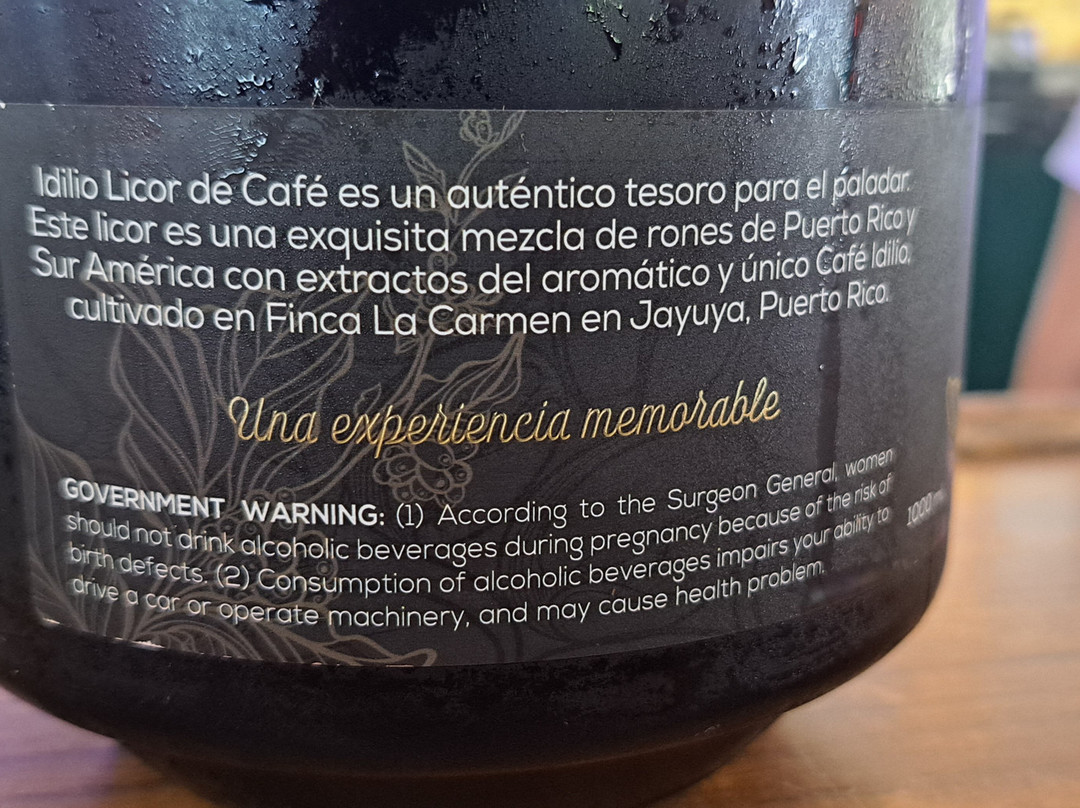 Idilio Licor de Café es un auténtico tesoro para el paladar.
Este licor es una exquisita mezcla de rones de Puerto Rico y
Sur América con extractos del aromático y único Café Idilio,
cultivado en Finca La Carmen en Jayuya, Puerto Rico.
Una experiencia memorable
GOVERNMENT WARNING: (1) According to the Surgeon General, women
should not drink alcoholic beverages during pregnancy because of the risk of
birth defects. (2) Consumption of alcoholic beverages impairs your ability to
drive a car or operate machinery, and may cause health problem.
1000